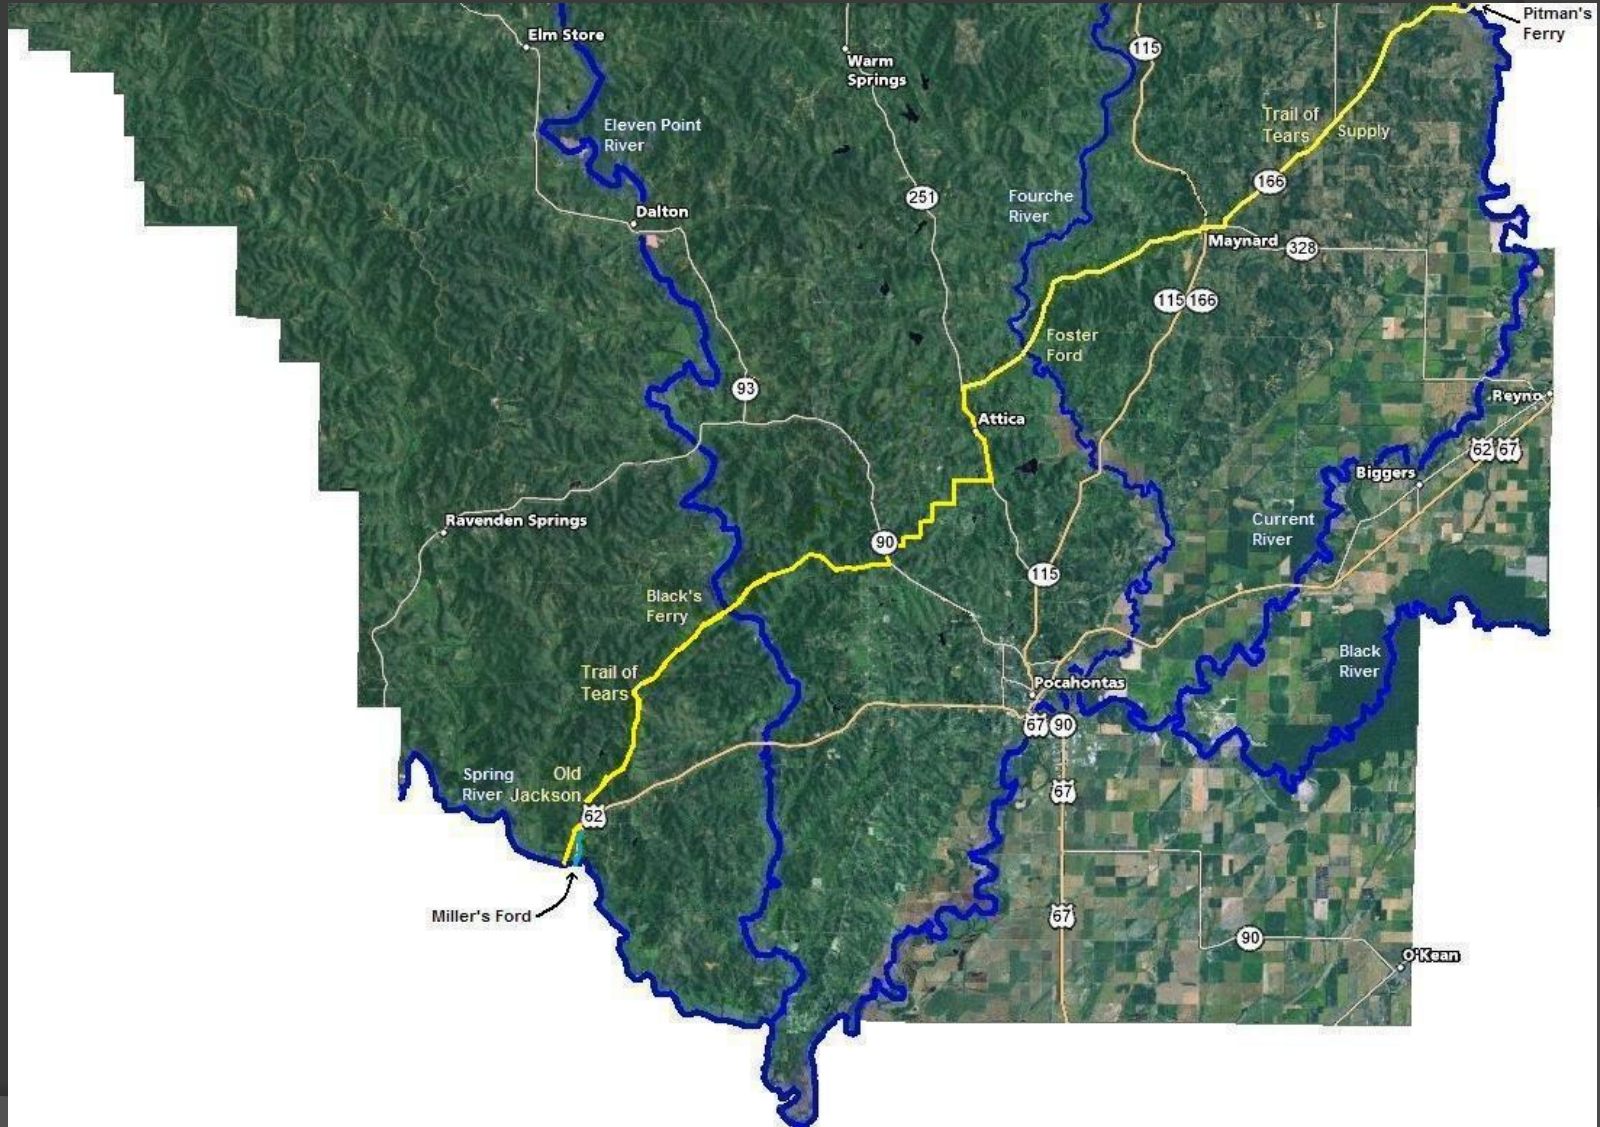 Pitman's
Ferry
Elm Store
115
Warm
Springs
Trail of
Tears
Supply
Eleven Point
River
166
251
Fourche
River
Dalton
Maynard
328
115
166
Foster
Ford
93
Reyno
Attica
62
67
Biggers
Ravenden Springs
Current
River
90
115
Black's
Ferry
Black
River
Trail of
Tears
Pocahontas
67
90
Spring
River
Old
Jackson
67
62
Miller's Ford
67
90
O'Kean